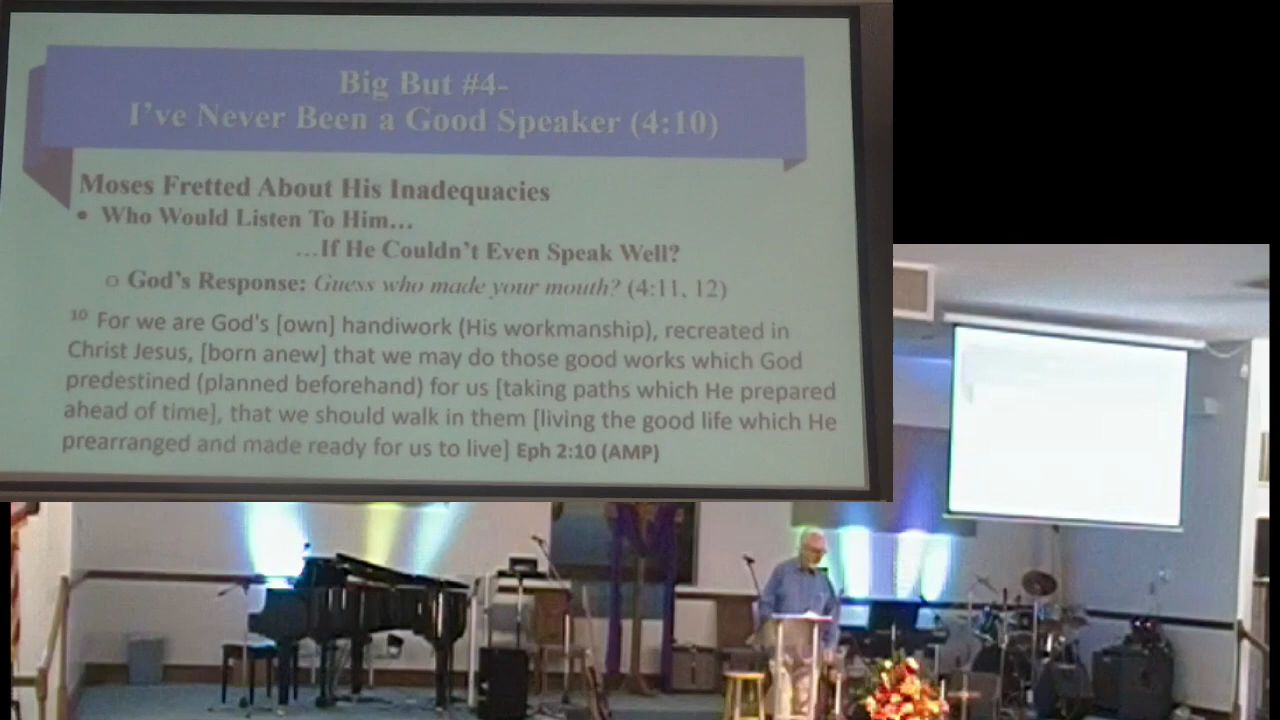 Big But #4-
I've Never Been a Good Speaker (4:10)
Moses Fretted About His Inadequacies
• Who Would Listen To Him...
...If He Couldn't Even Speak Well?
o God's Response: Guess who made your mouth? (4:11, 12)
10 For we are God's [own] handiwork (His workmanship), recreated in
Christ Jesus, [born anew] that we may do those good works which God
predestined (planned beforehand) for us [taking paths which He prepared
ahead of time], that we should walk in them [living the good life which He
prearranged and made ready for us to live] Eph 2:10 (AMP)